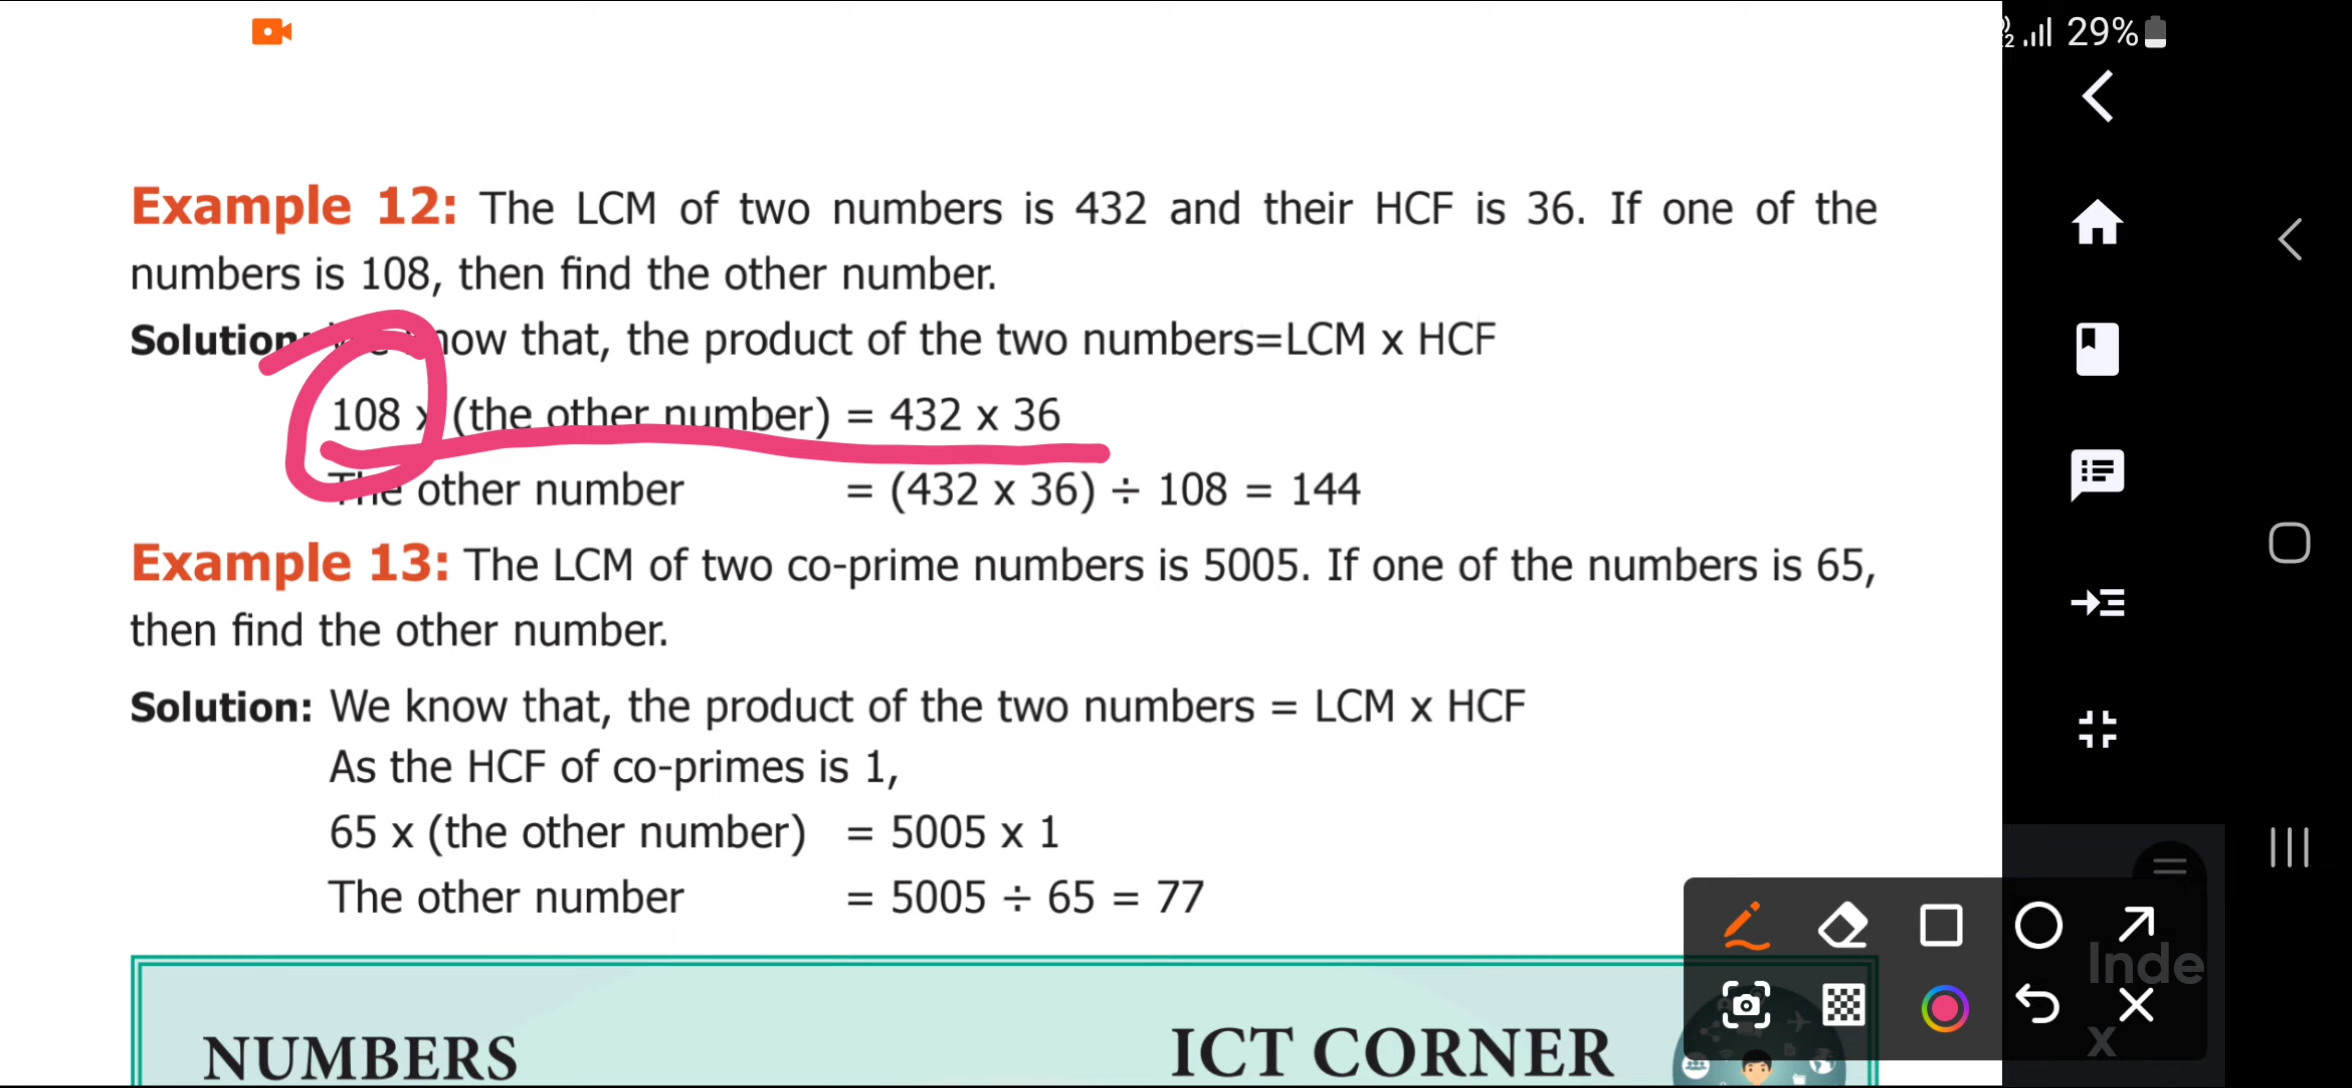 29%
Example 12: The LCM of two numbers is 432 and their HCF is 36. If one of the
numbers is 108, then find the other number.
Solution: know that, the product of the two numbers=LCM x HCF
108 x (the other number) = 432 x 36
The other number = (432 x 36) ÷ 108 = 144
Example 13: The LCM of two co-prime numbers is 5005. If one of the numbers is 65,
then find the other number.
Solution: We know that, the product of the two numbers = LCM x HCF
As the HCF of co-primes is 1,
65 x (the other number) = 5005 x 1
The other number = 5005 ÷ 65 = 77
Inde
x
NUMBERS
ICT CORNER